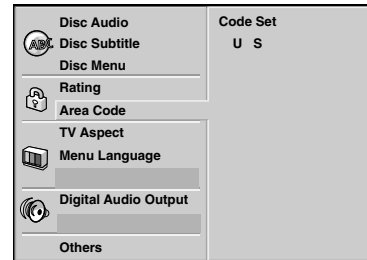 Disc Audio
Disc Subtitle
Disc Menu
Rating
Area Code
TV Aspect
Menu Language
Digital Audio Output
Others
Code Set
U S
ABC